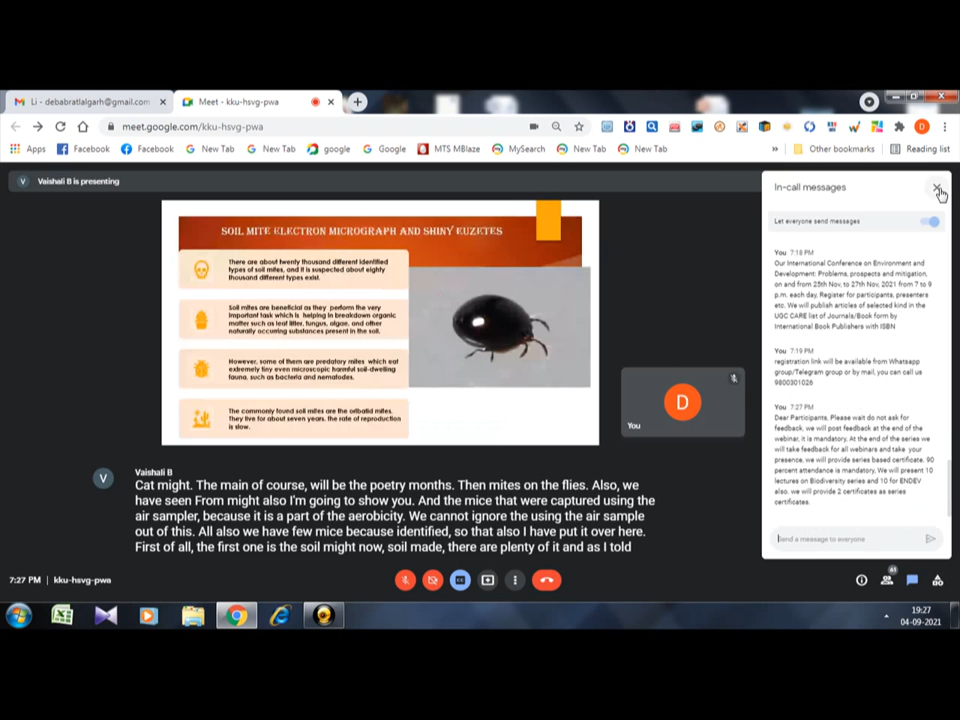 Li - debabratlalgarh@gmail.com
Meet - kku-hsvg-pwa
meet.google.com/kku-hsvg-pwa
D
Apps
Facebook
Facebook
New Tab
New Tab
google
Google
MTS MBlaze
MySearch
New Tab
New Tab
»
Other bookmarks
Reading list
V
Vaishali B is presenting
SOIL MITE ELECTRON MICROGRAPH AND SHINY EUZETES
There are about twenty thousand different identified
types of soil mites, and it is suspected about eighty
thousand different types exist.
Soil mites are beneficial as they perform the very
important task which is helping in breakdown organic
matter such as leaf litter, fungus, algae, and other
naturally occurring substances present in the soil.
However, some of them are predatory mites which eat
extremely tiny even microscopic harmful soil-dwelling
fauna, such as bacteria and nematodes.
The commonly found soil mites are the oribatid mites.
They live for about seven years. The rate of reproduction
is slow.
D
You
In-call messages
Let everyone send messages
You 7:18 PM
Our International Conference on Environment and
Development: Problems, prospects and mitigation,
on and from 25th Nov, to 27th Nov, 2021 from 7 to 9
p.m. each day, Register for participants, presenters
etc. We will publish articles of selected kind in the
UGC CARE list of Journals/Book form by
International Book Publishers with ISBN
You 7:19 PM
registration link will be available from Whatsapp
group/Telegram group or by mail, you can call us
9800301026
You 7:27 PM
Dear Participants, Please wait do not ask for
feedback, we will post feedback at the end of the
webinar, it is mandatory, At the end of the series we
will take feedback for all webinars and take your
presence, we will provide series based certificate. 90
percent attendance is mandatory, We will present 10
lectures on Biodiversity series and 10 for ENDEV
also. we will provide 2 certificates as series
certificates.
Send a message to everyone
V
Vaishali B
Cat might. The main of course, will be the poetry months. Then mites on the flies. Also, we
have seen From might also I'm going to show you. And the mice that were captured using the
air sampler, because it is a part of the aerobicity. We cannot ignore the using the air sample
out of this. All also we have few mice because identified, so that also I have put it over here.
First of all, the first one is the soil might now, soil made, there are plenty of it and as I told
7:27 PM | kku-hsvg-pwa
19:27
04-09-2021